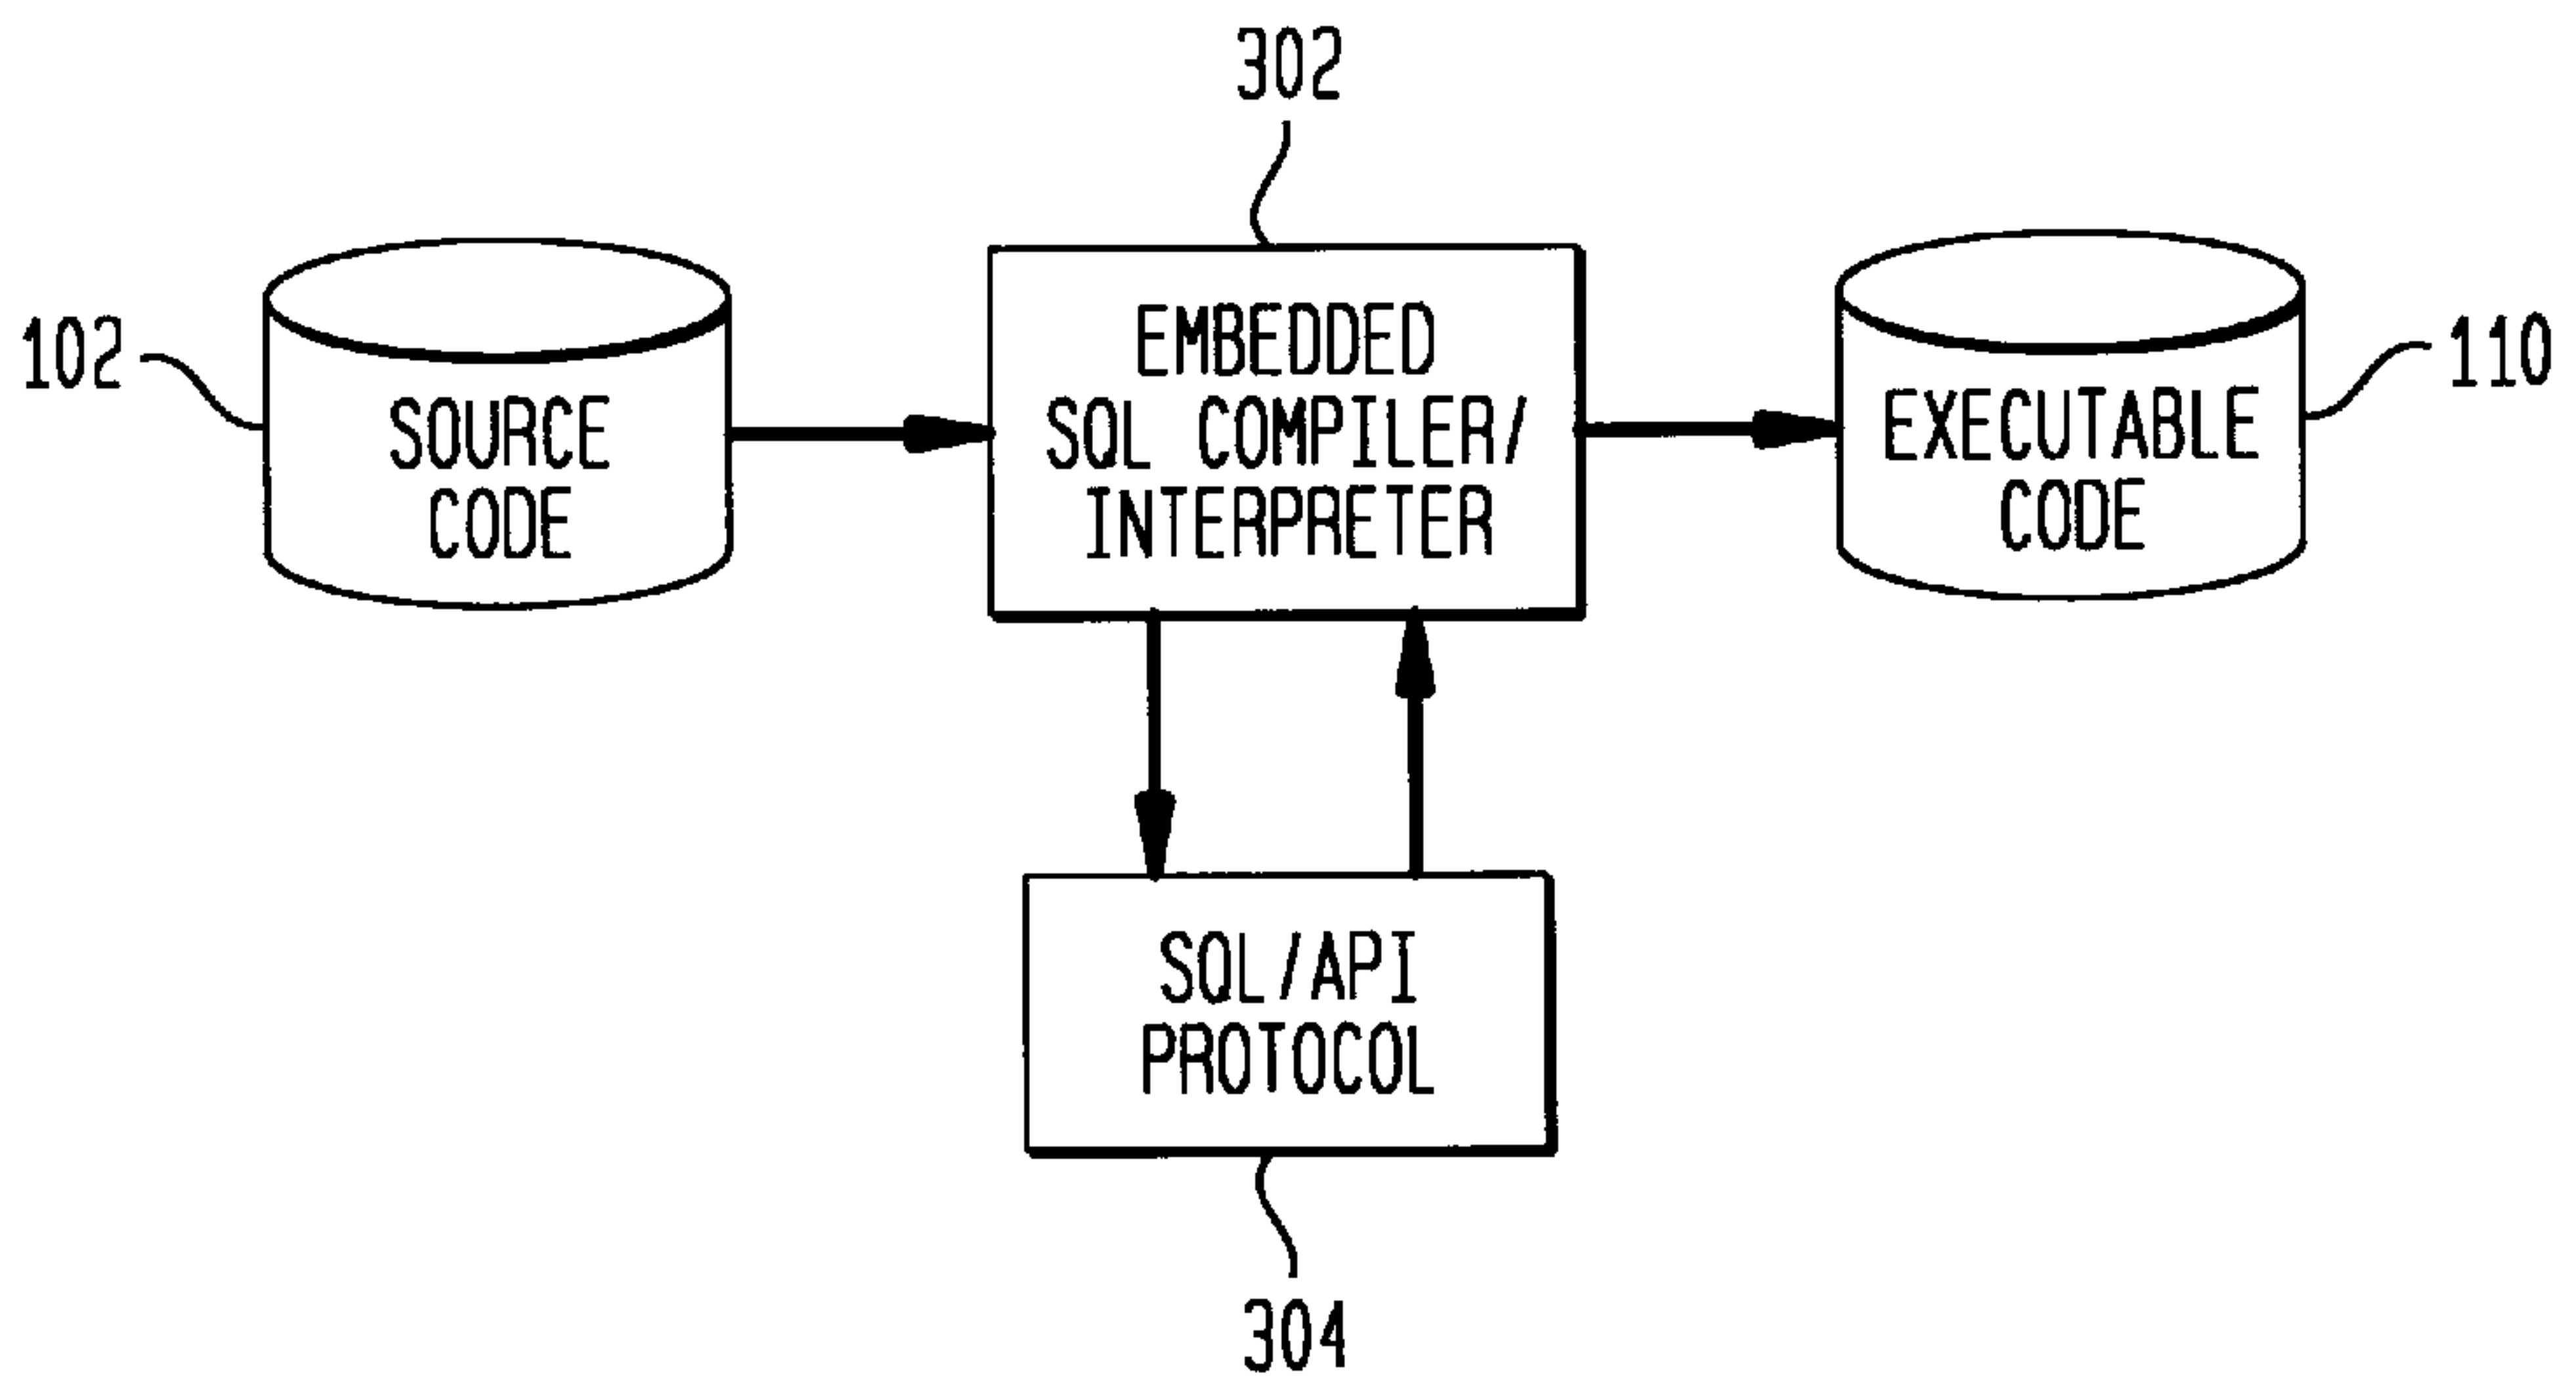 302
102
SOURCE
CODE
EMBEDDED
SQL COMPILER/
INTERPRETER
EXECUTABLE
CODE
110
SQL/API
PROTOCOL
304